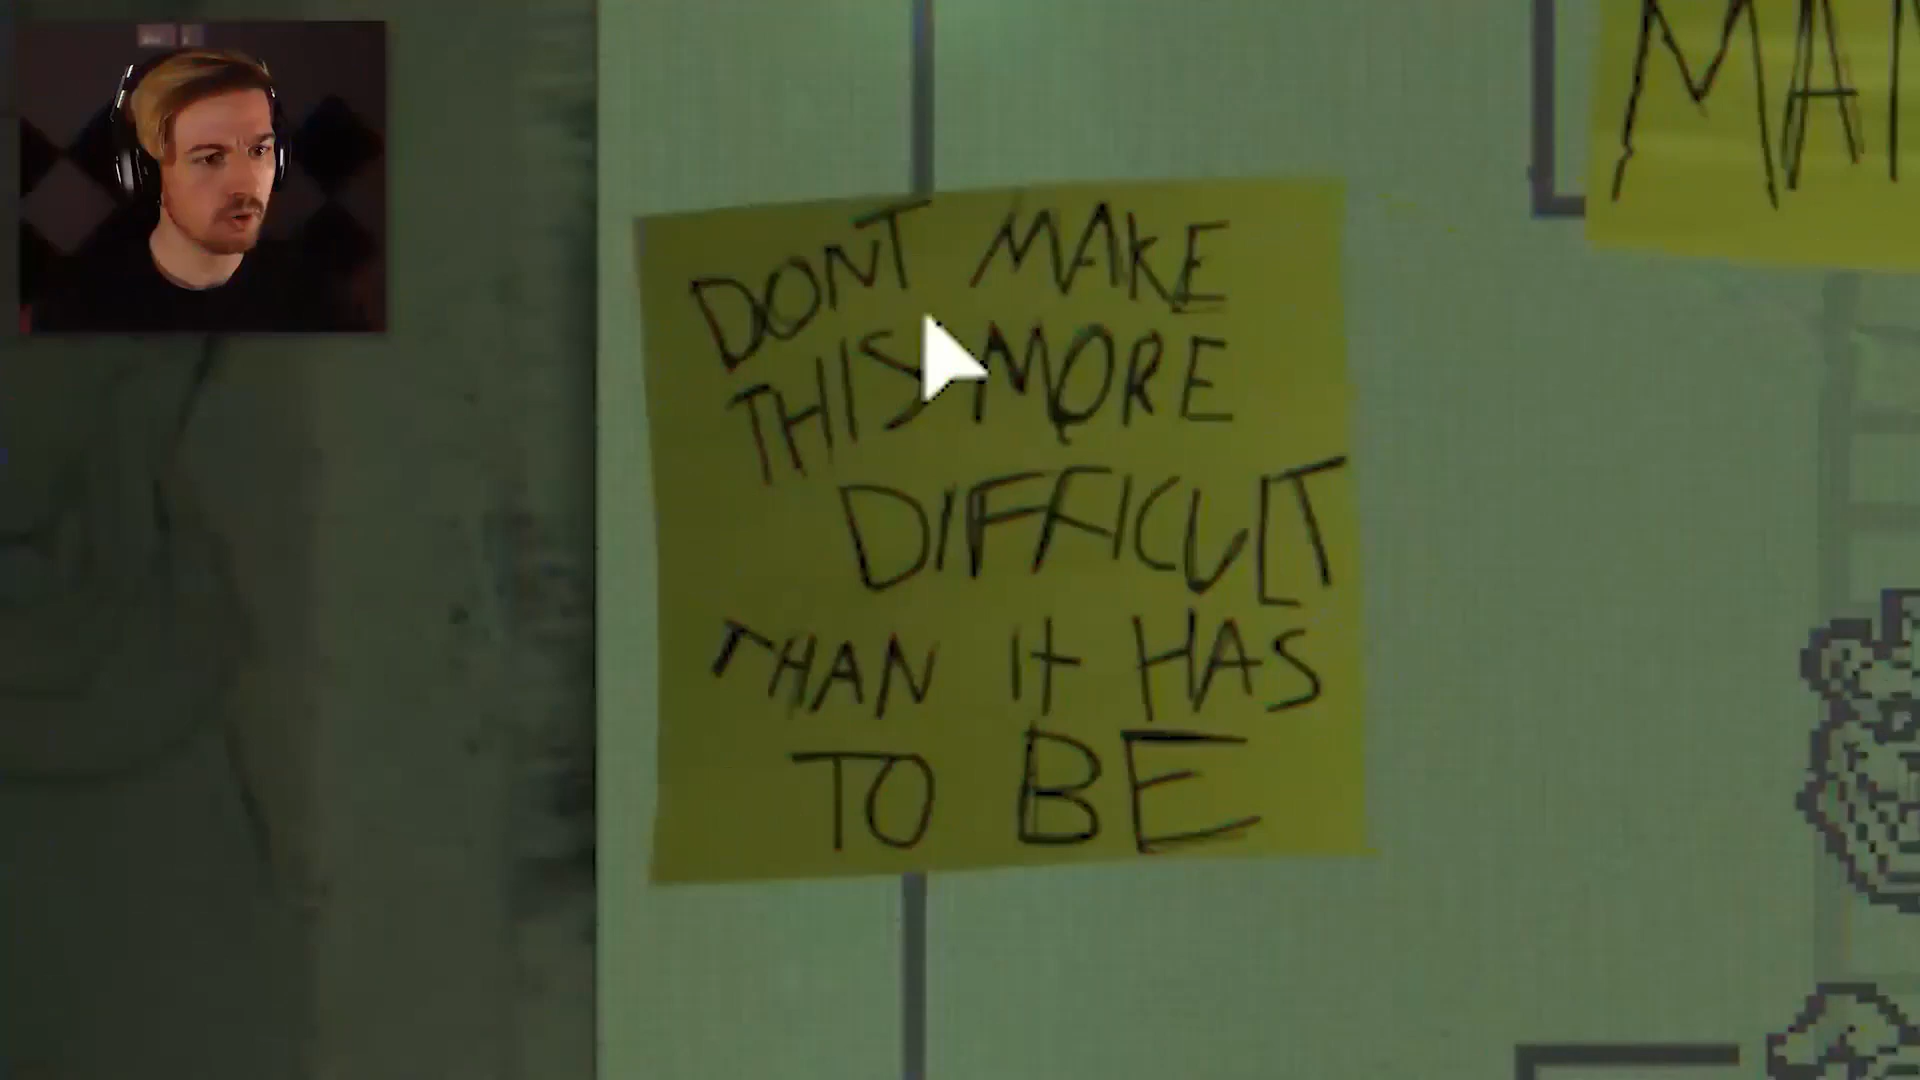 DONT MAKE
THIS MORE
DIFFICULT
THAN It HAS
TO BE